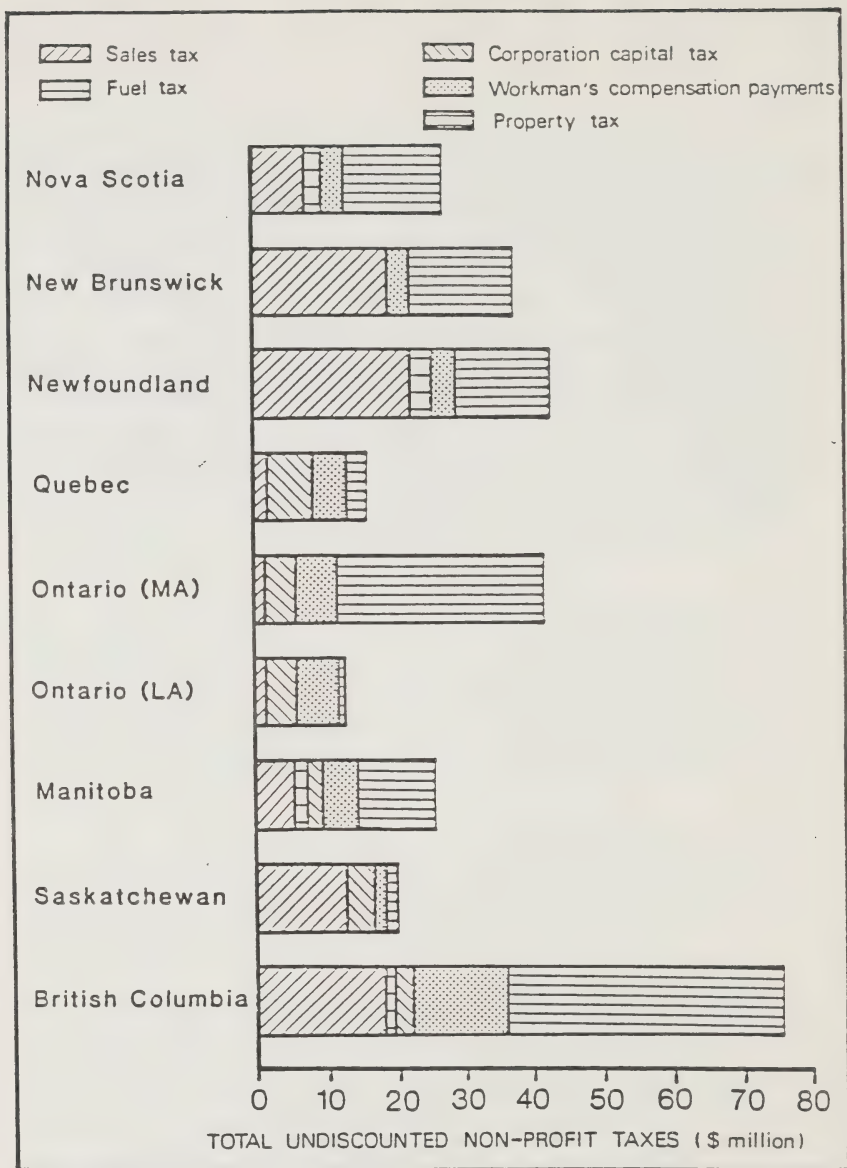 Sales tax
Fuel tax
Corporation capital tax
Workman's compensation payments
Property tax
Nova Scotia
New Brunswick
Newfoundland
Quebec
Ontario (MA)
Ontario (LA)
Manitoba
Saskatchewan
British Columbia
0 10 20 30 40 50 60 70 80
TOTAL UNDISCOUNTED NON-PROFIT TAXES ( $ million)